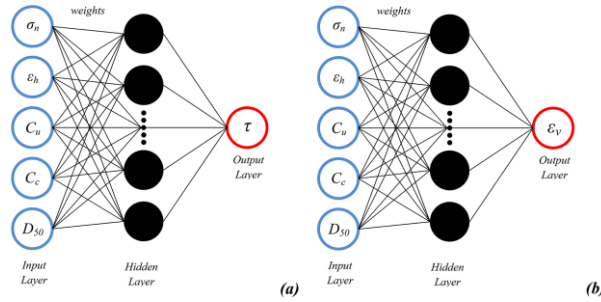 weights
σn
εh
Cu
Cc
D50
τ
Output
Layer
Input
Layer
Hidden
Layer
(a)
weights
σn
εh
Cu
Cc
D50
εv
Output
Layer
Input
Layer
Hidden
Layer
(b)